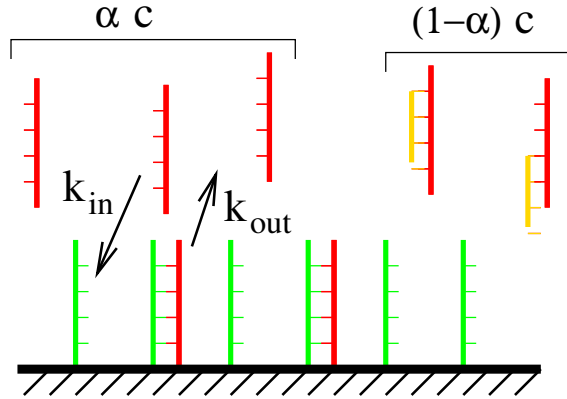 α c
(1−α) c
k_in
k_out